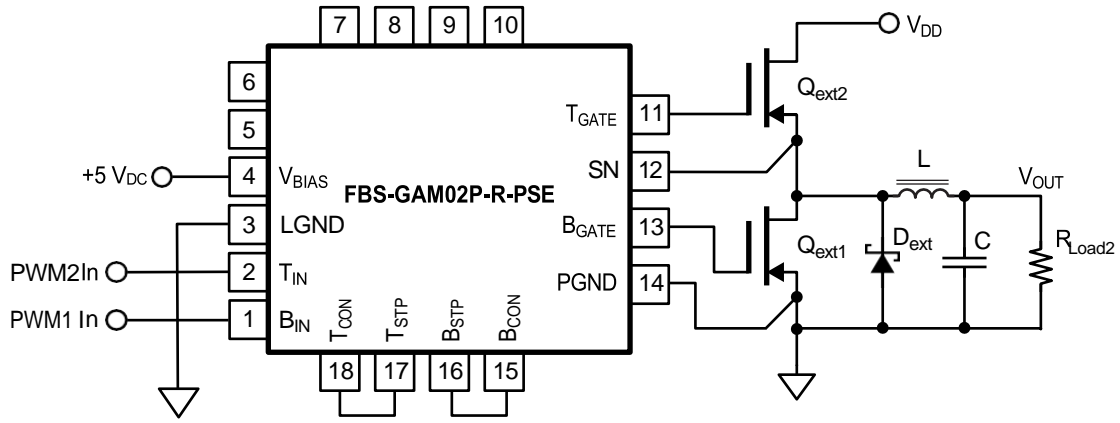 7 8 9 10
V_DD
6
Q_ext2
T_GATE 11
5
L
+5 V_DC 4 V_BIAS
SN 12
V_OUT
FBS-GAM02P-R-PSE
3 LGND
B_GATE 13
Q_ext1
D_ext C R_Load2
PWM2In 2 T_IN
PGND 14
PWM1 In 1 B_IN
T_CON T_STP B_STP B_CON
18 17 16 15